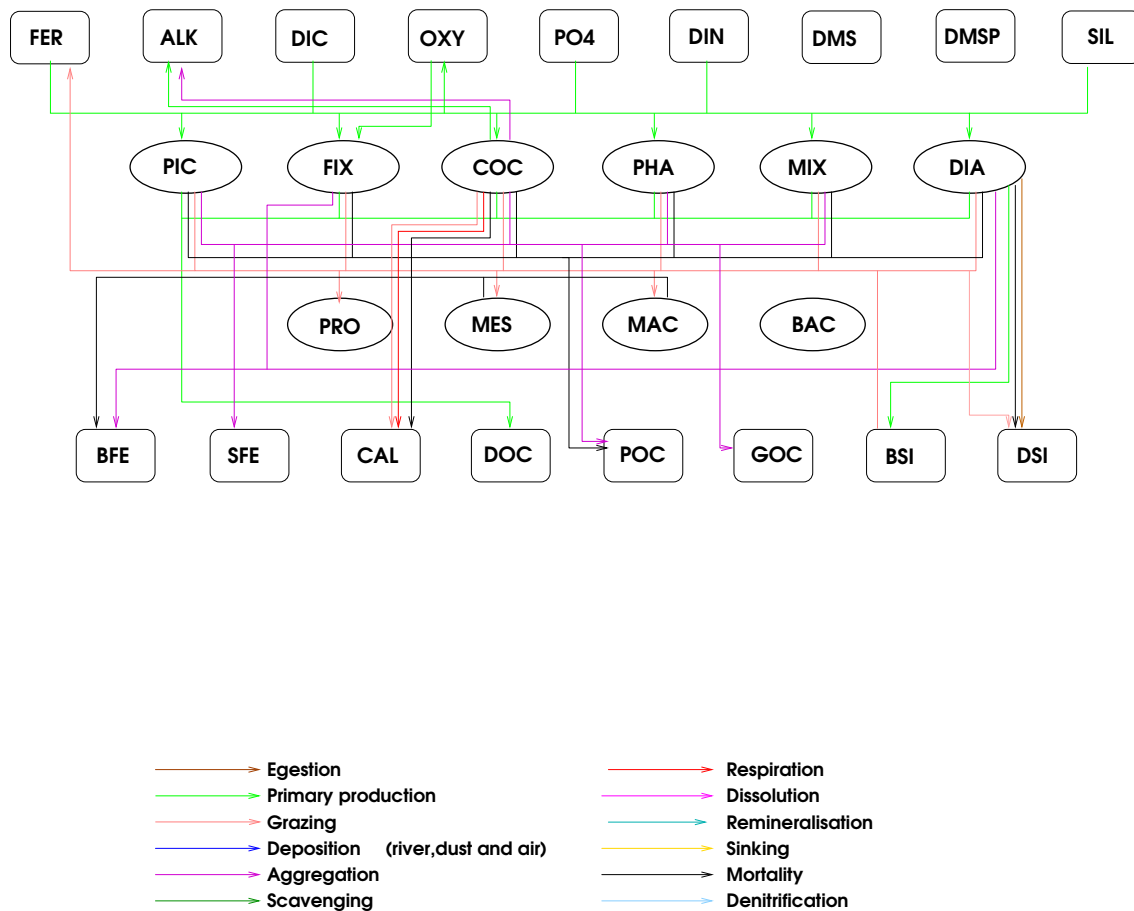 FER ALK DIC OXY PO4 DIN DMS DMSP SIL
PIC FIX COC PHA MIX DIA
PRO MES MAC BAC
BFE SFE CAL DOC POC GOC BSI DSI
Egestion Respiration
Primary production Dissolution
Grazing Remineralisation
Deposition (river,dust and air) Sinking
Aggregation Mortality
Scavenging Denitrification